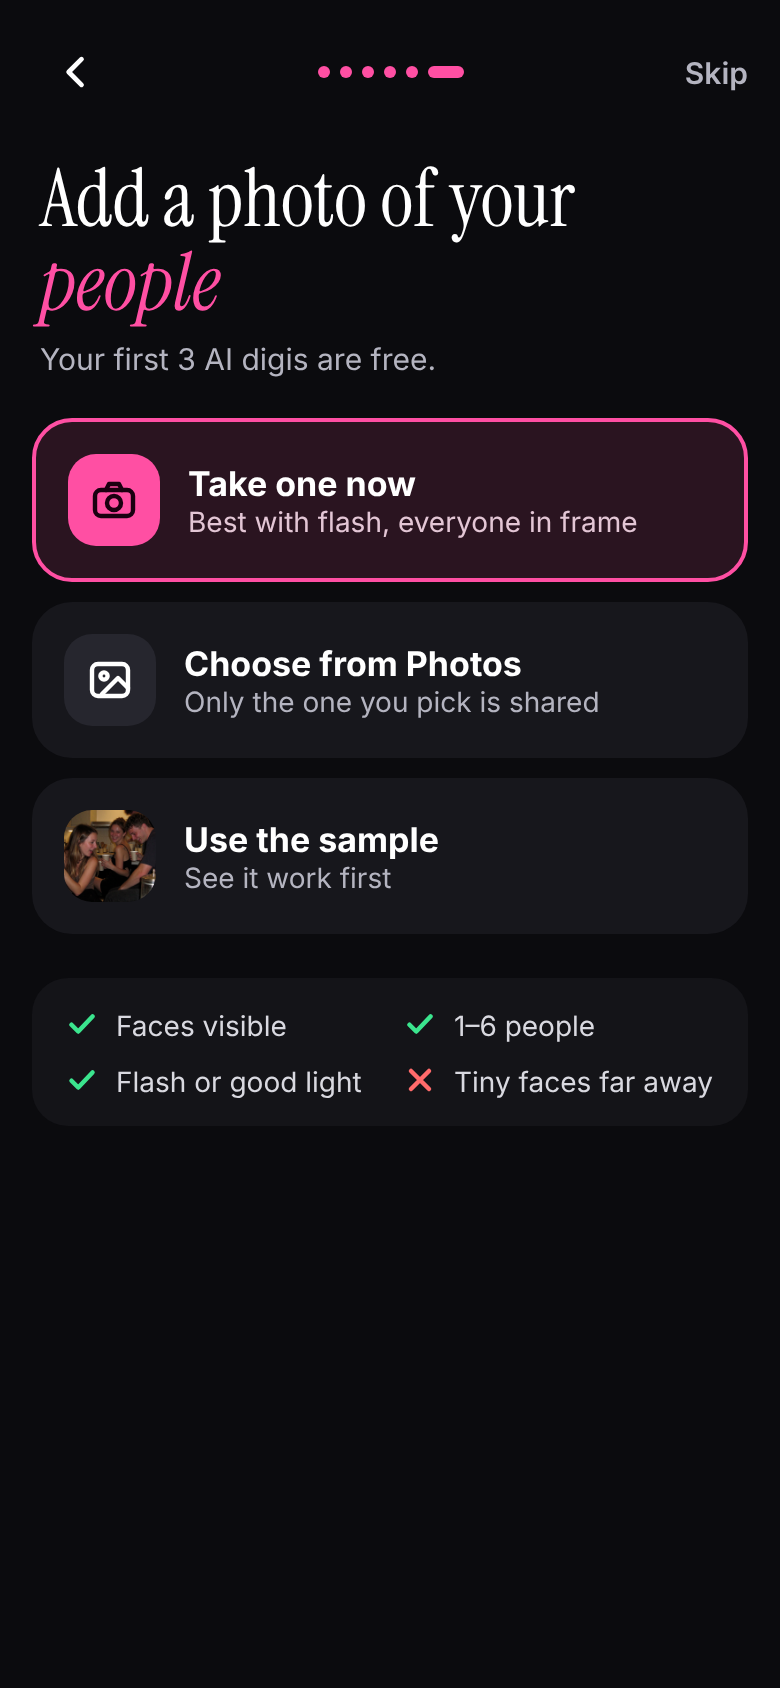 Skip
Add a photo of your
people
Your first 3 AI digis are free.
Take one now
Best with flash, everyone in frame
Choose from Photos
Only the one you pick is shared
Use the sample
See it work first
Faces visible
1–6 people
Flash or good light
Tiny faces far away